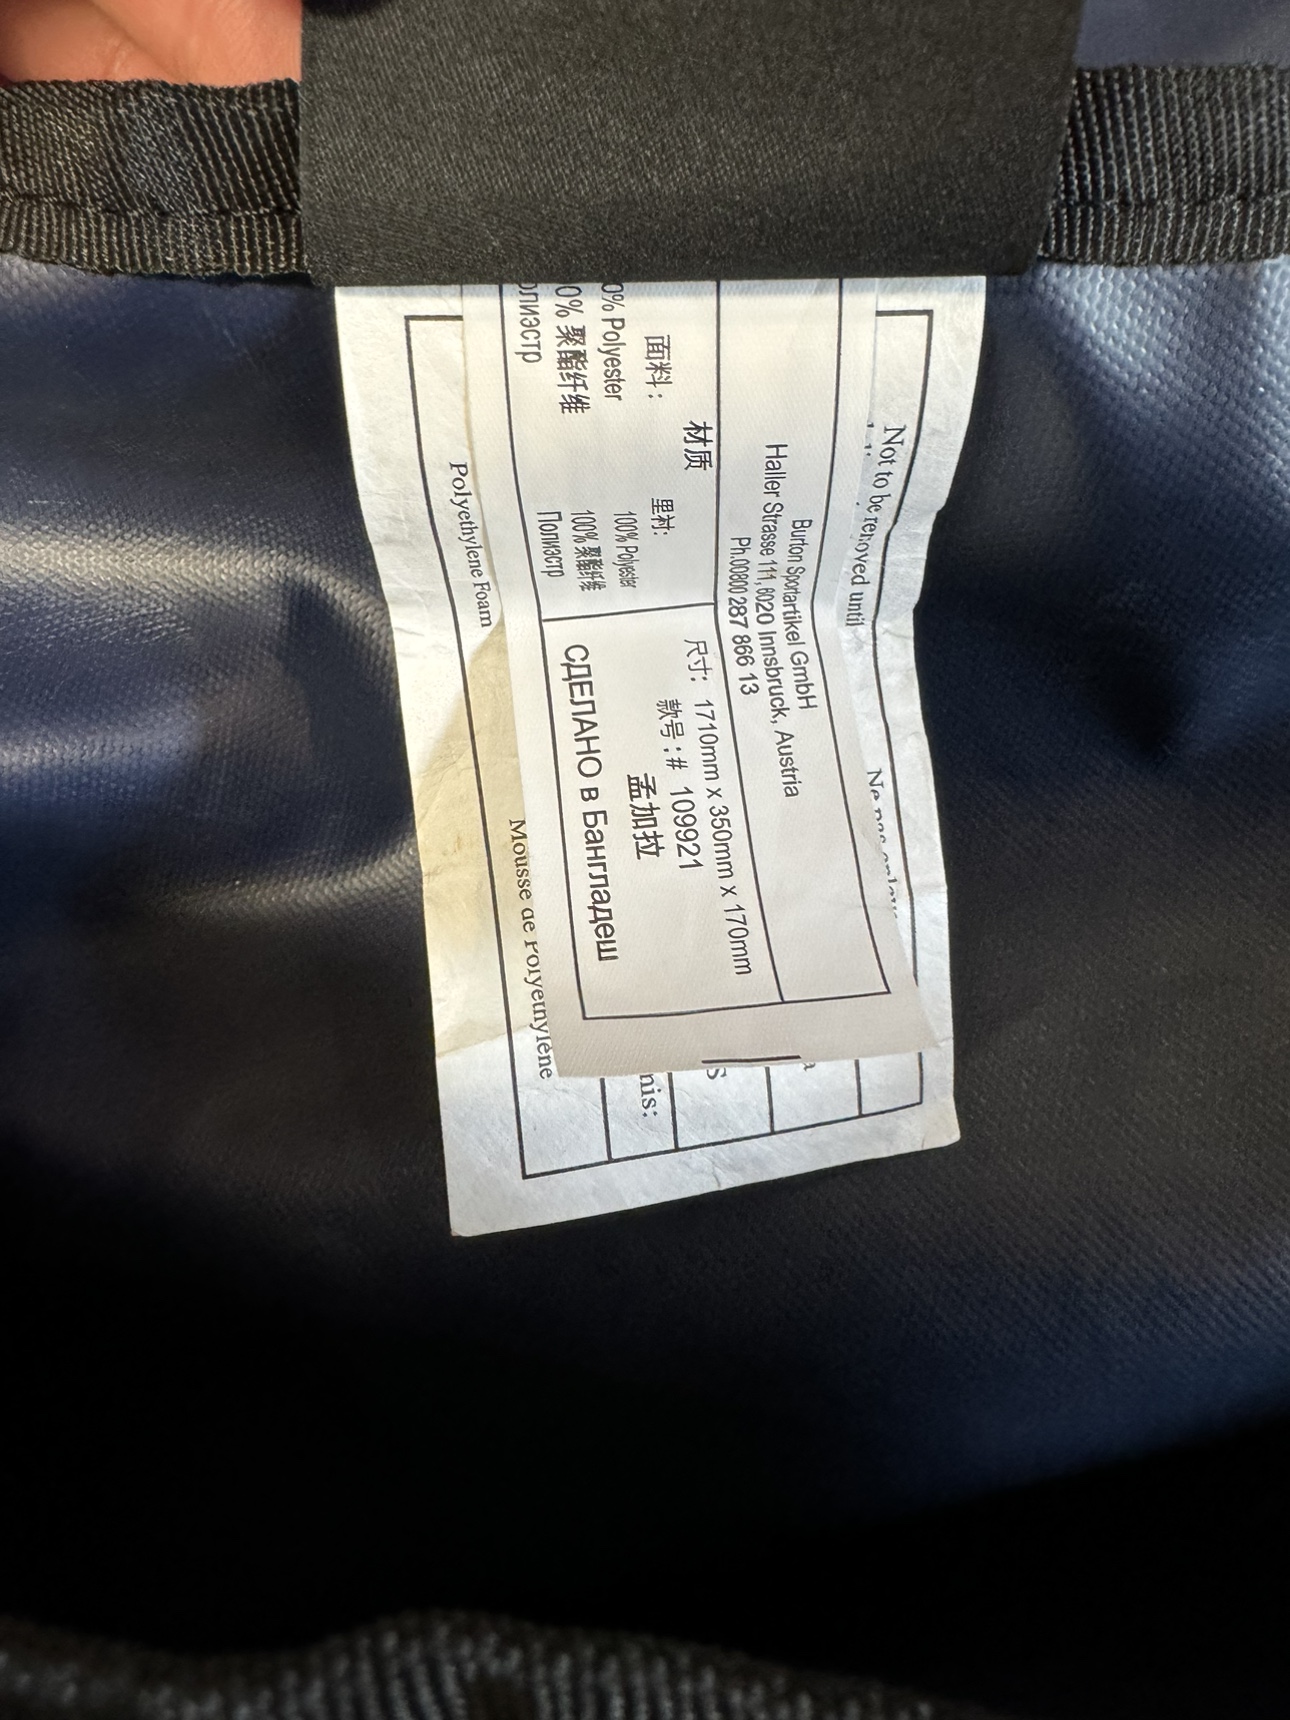 Not to be removed until
Burton Sportartikel GmbH
Haller Strasse 111, 6020 Innsbruck, Austria
Ph.00800 287 866 13
材质
面料:
0% Polyester
0% 聚酯纤维
олиэстр
里衬:
100% Polyester
100% 聚酯纤维
Полиэстр
尺寸: 1710mm x 350mm x 170mm
款号:# 109921
孟加拉
СДЕЛАНО в Бангладеш
Polyethylene Foam
Mousse de Polyethylène
nis: